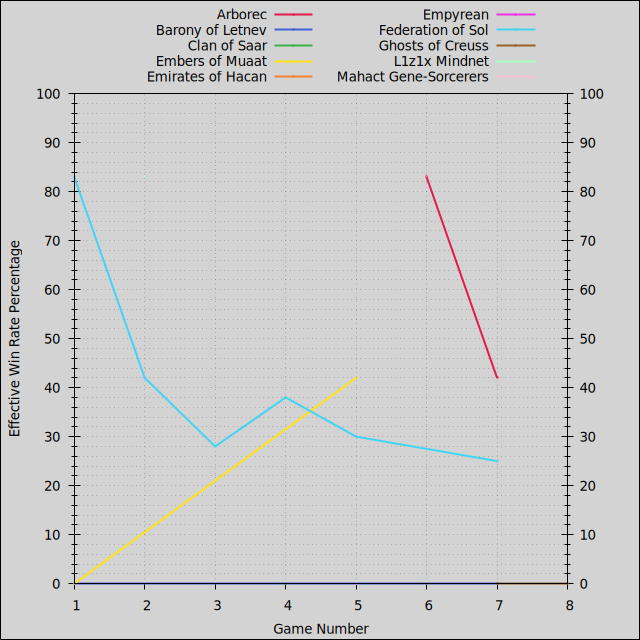 Arborec Empyrean
Barony of Letnev Federation of Sol
Clan of Saar Ghosts of Creuss
Embers of Muaat L1z1x Mindnet
Emirates of Hacan Mahact Gene-Sorcerers
100 100
90 90
80 80
70 70
60 60
50 50
40 40
30 30
20 20
10 10
0 0
1 2 3 4 5 6 7 8
Effective Win Rate Percentage
Game Number